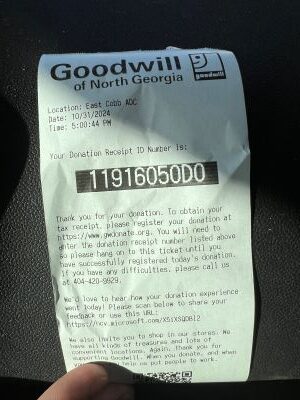 Goodwill
of North Georgia
goodwill
Location: East Cobb ADC
Date: 10/31/2024
Time: 5:00:44 PM
Your Donation Receipt ID Number Is:
11916050D0
Thank you for your donation. To obtain your
tax receipt, please register your donation at
https://www.gwdonate.org. You will need to
enter the donation receipt number listed above
so please hang on to this ticket until you
have successfully registered today's donation.
If you have any difficulties, please call us
at 404-420-9929.
We'd love to hear how your donation experience
went today! Please scan below to share your
feedback or use this URL:
We also invite you to shop in our stores. We
have all kinds of treasures and lots of
convenient locations. Again, thank you for
supporting Goodwill. When you donate, and when
you help us put people to work.